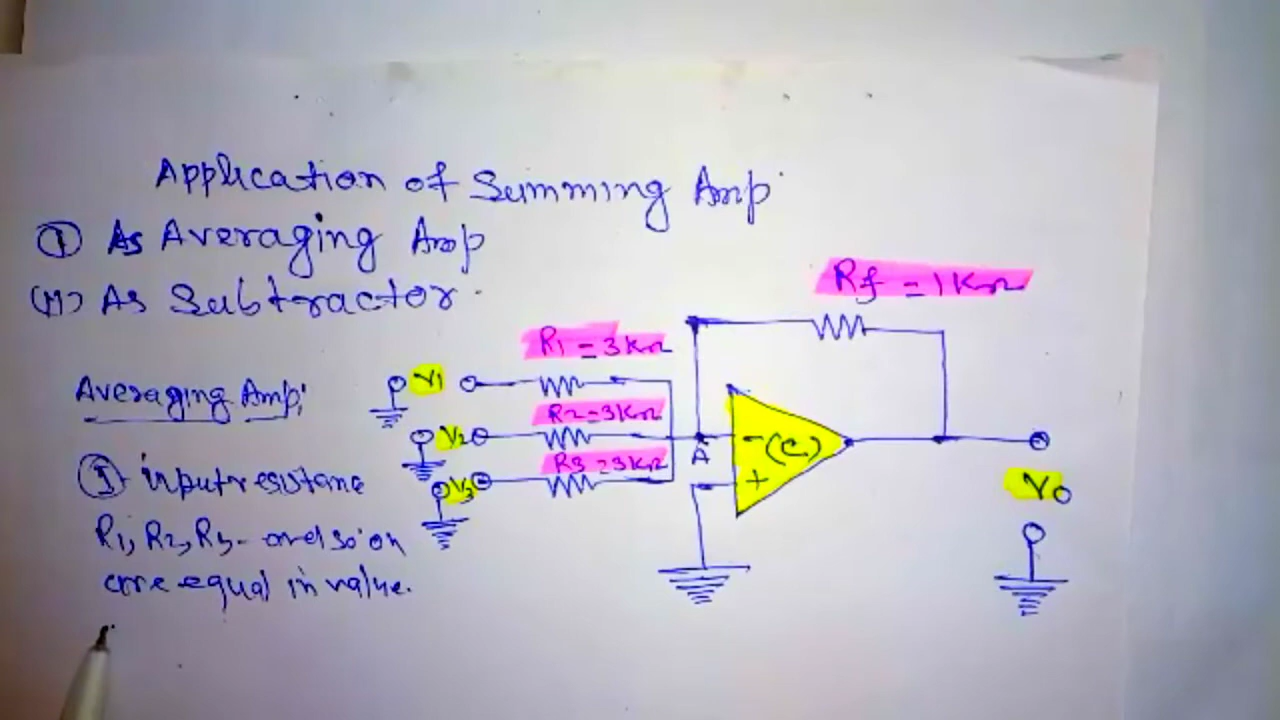 Application of Summing Amp
(I) As Averaging Amp
(II) As Subtractor.
Rf = 1KΩ
R1 = 3KΩ
V1
Averaging Amp;
R2=3KΩ
V2
- (C)
A
R3 = 3KΩ
+
V3
(I) input resistance
Vo
R1, R2, R3 - and so on
are equal in value.